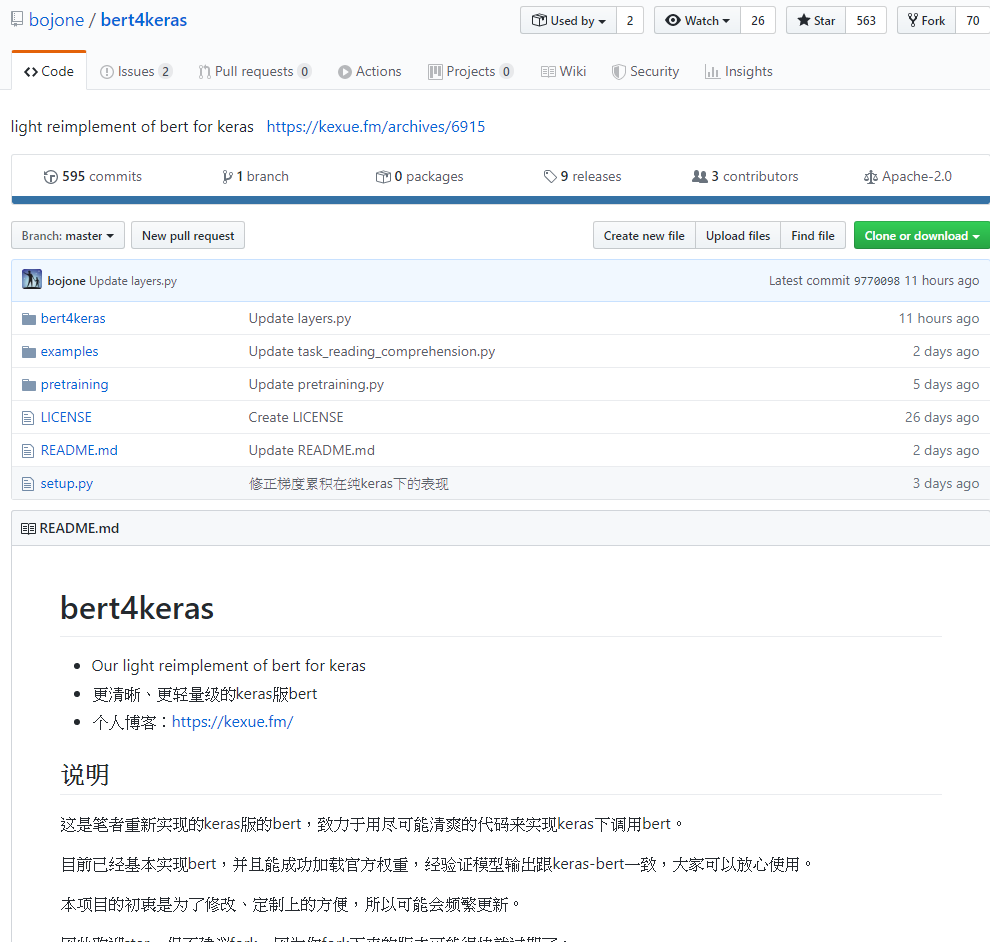 bojone / bert4keras Used by 2 Watch 26 Star 563 Fork 70
Code Issues 2 Pull requests 0 Actions Projects 0 Wiki Security Insights
light reimplement of bert for keras https://kexue.fm/archives/6915
595 commits 1 branch 0 packages 9 releases 3 contributors Apache-2.0
Branch: master New pull request Create new file Upload files Find file Clone or download
bojone Update layers.py Latest commit 9770098 11 hours ago
bert4keras Update layers.py 11 hours ago
examples Update task_reading_comprehension.py 2 days ago
pretraining Update pretraining.py 5 days ago
LICENSE Create LICENSE 26 days ago
README.md Update README.md 2 days ago
setup.py 修正梯度累积在纯keras下的表现 3 days ago
README.md
bert4keras
Our light reimplement of bert for keras
更清晰、更轻量级的keras版bert
个人博客：https://kexue.fm/
说明
这是笔者重新实现的keras版的bert，致力于用尽可能清爽的代码来实现keras下调用bert。
目前已经基本实现bert，并且能成功加载官方权重，经验证模型输出跟keras-bert一致，大家可以放心使用。
本项目的初衷是为了修改、定制上的方便，所以可能会频繁更新。